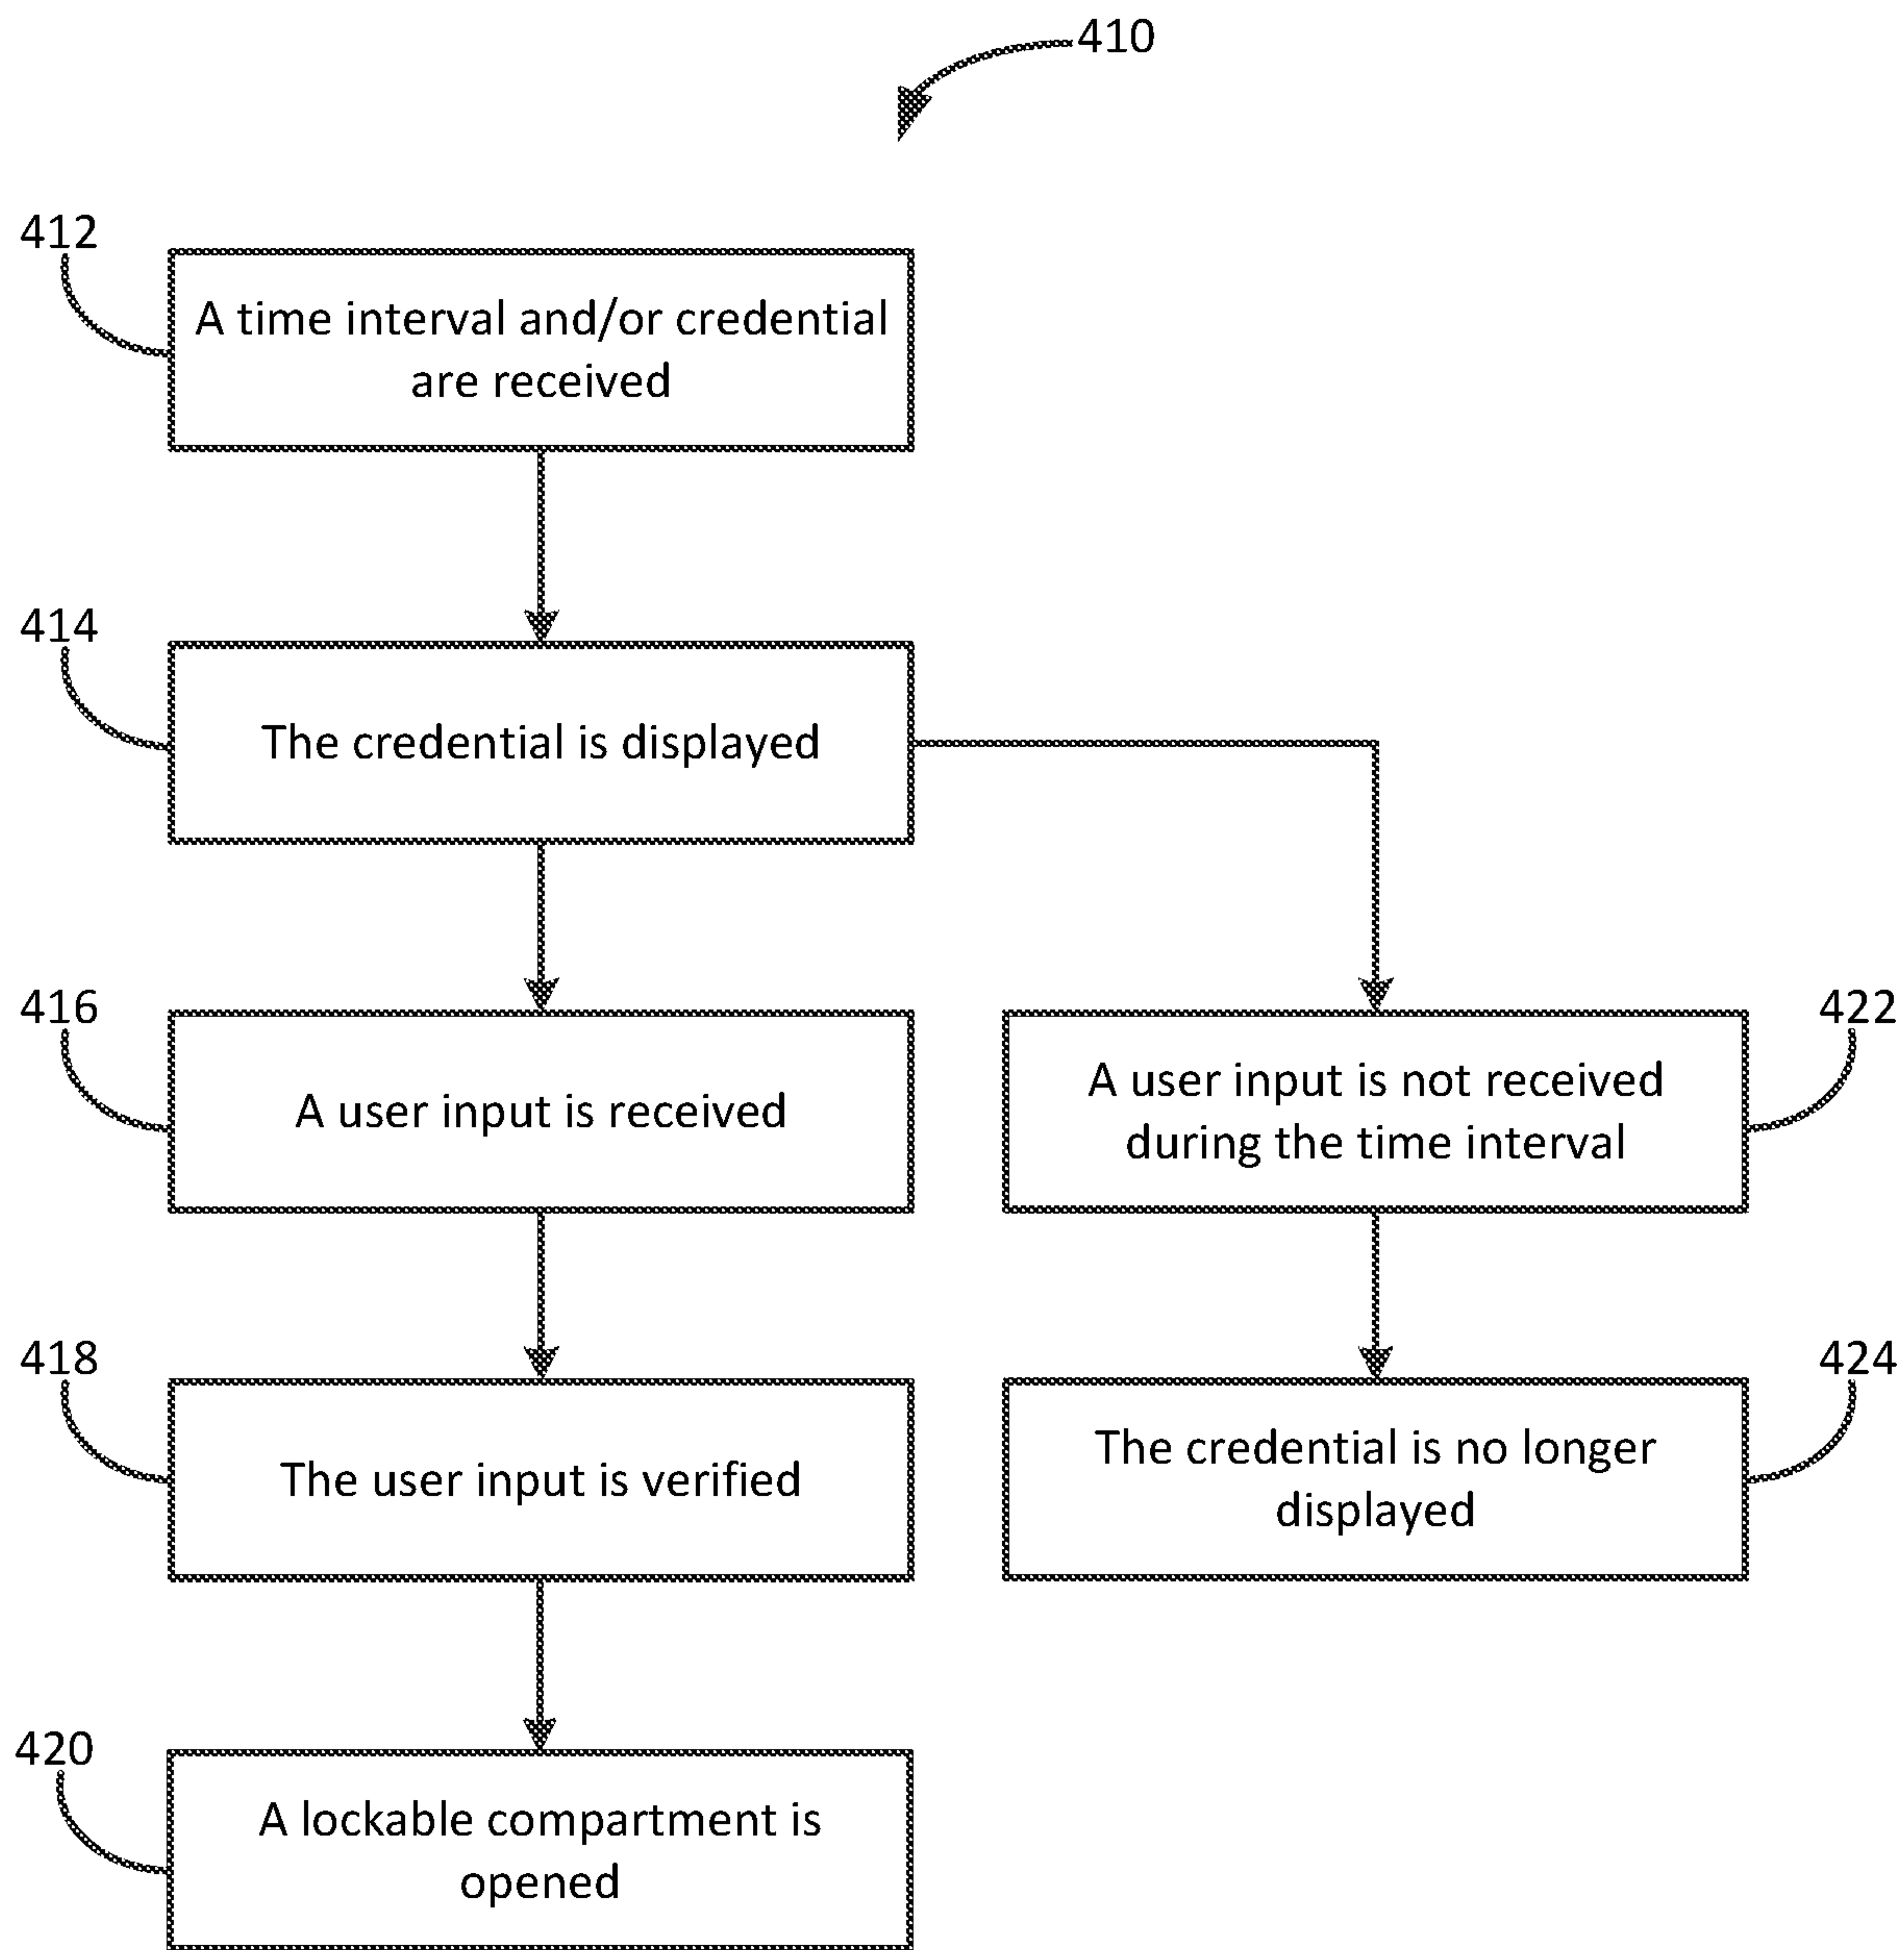 410
412
A time interval and/or credential
are received
414
The credential is displayed
416
A user input is received
422
A user input is not received
during the time interval
418
The user input is verified
424
The credential is no longer
displayed
420
A lockable compartment is
opened